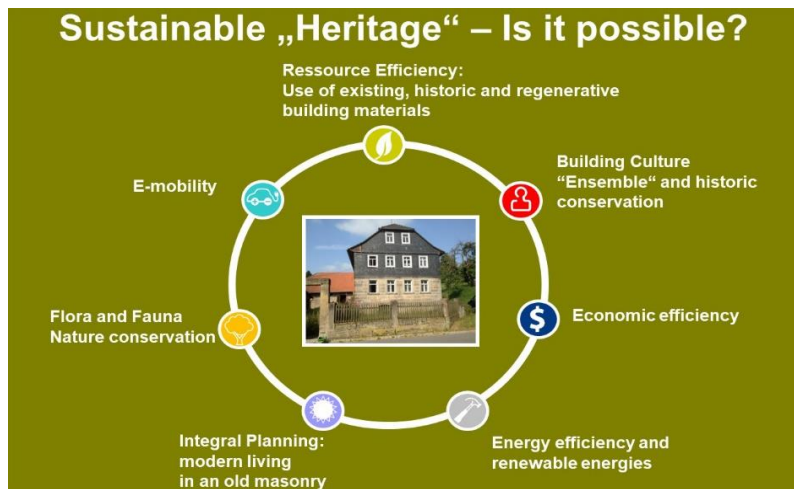 Sustainable „Heritage“ – Is it possible?
Ressource Efficiency:
Use of existing, historic and regenerative
building materials
Building Culture
“Ensemble“ and historic
conservation
Economic efficiency
$
Energy efficiency and
renewable energies
Integral Planning:
modern living
in an old masonry
Flora and Fauna
Nature conservation
E-mobility